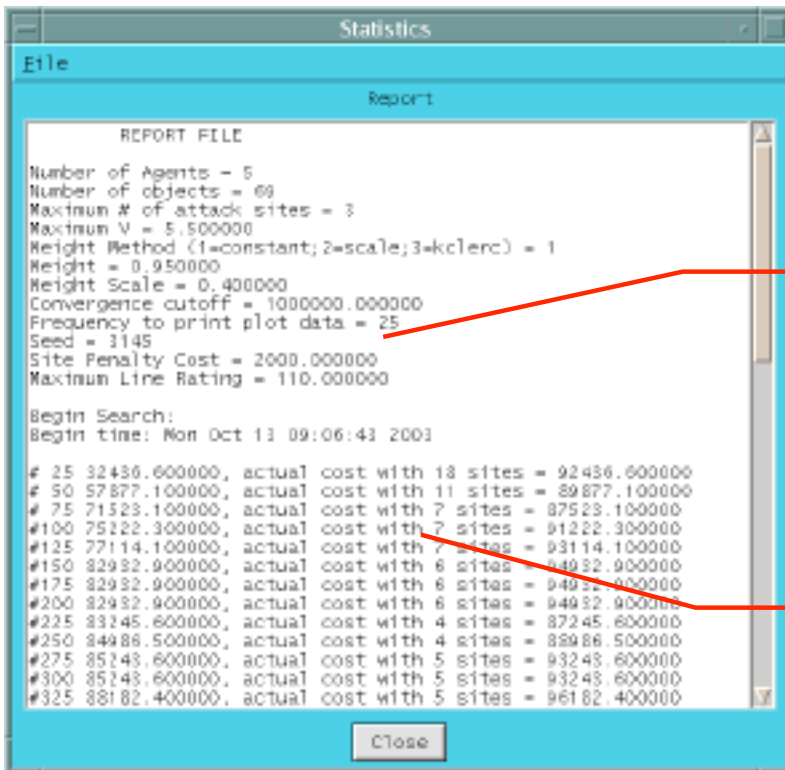 Statistics
File
Report
REPORT FILE
Number of Agents = 5
Number of objects = 69
Maximum # of attack sites = 3
Maximum V = 5.500000
Weight Method (1=constant;2=scale;3=kclerc) = 1
Weight = 0.950000
Weight Scale = 0.400000
Convergence cutoff = 1000000.000000
Frequency to print plot data = 25
Seed = 3145
Site Penalty Cost = 2000.000000
Maximum Line Rating = 110.000000
Begin Search:
Begin time: Mon Oct 13 09:06:43 2003
# 25 32436.600000, actual cost with 18 sites = 92436.600000
# 50 57877.100000, actual cost with 11 sites = 89877.100000
# 75 71523.100000, actual cost with 7 sites = 87523.100000
#100 75222.300000, actual cost with 7 sites = 91222.300000
#125 77114.100000, actual cost with 7 sites = 93114.100000
#150 82932.900000, actual cost with 6 sites = 94932.900000
#175 82932.900000, actual cost with 6 sites = 94932.900000
#200 82932.900000, actual cost with 6 sites = 94932.900000
#225 83245.600000, actual cost with 4 sites = 87245.600000
#250 84986.500000, actual cost with 4 sites = 88986.500000
#275 85243.600000, actual cost with 5 sites = 93243.600000
#300 85243.600000, actual cost with 5 sites = 93243.600000
#325 88182.400000, actual cost with 5 sites = 96182.400000
Close